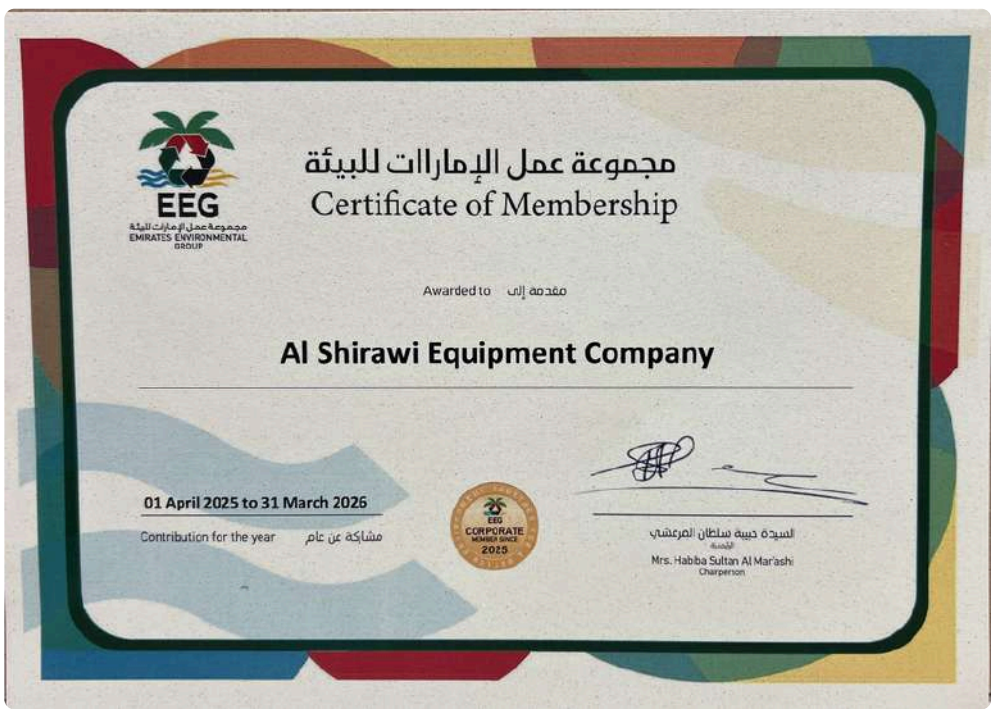 EEG
مجموعة عمل الإمارات للبيئة
EMIRATES ENVIRONMENTAL
GROUP
مجموعة عمل الإماراات للبيئة
Certificate of Membership
Awarded to مقدمة إلى
Al Shirawi Equipment Company
01 April 2025 to 31 March 2026
Contribution for the year مشاركة عن عام
EEG
CORPORATE
MEMBER SINCE
2025
السيدة حبيبة سلطان المرعشي
الرئيسة
Mrs. Habiba Sultan Al Mar'ashi
Chairperson